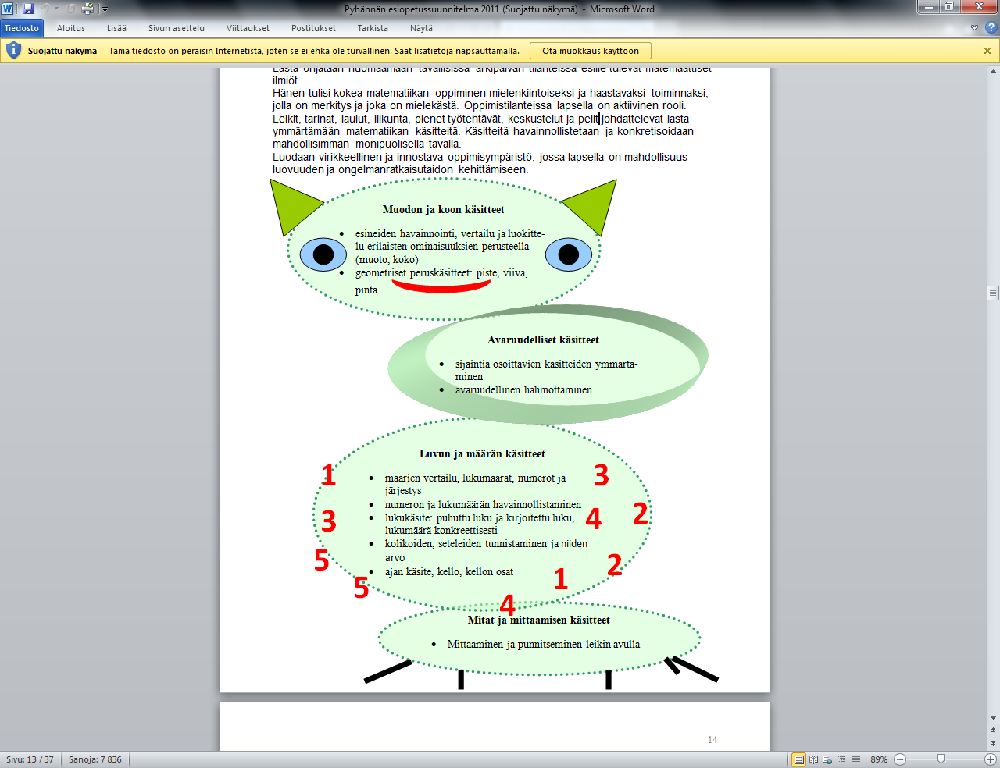 Pyhännän esiopetussuunnitelma 2011 (Suojattu näkymä) - Microsoft Word
Tiedosto Aloitus Lisää Sivun asettelu Viittaukset Postitukset Tarkista Näytä
Suojattu näkymä Tämä tiedosto on peräisin Internetistä, joten se ei ehkä ole turvallinen. Saat lisätietoja napsauttamalla. Ota muokkaus käyttöön
Lasta ohjataan huomaamaan tavallisissa arkipäivän tilanteissa esille tulevat matemaattiset
ilmiöt.
Hänen tulisi kokea matematiikan oppiminen mielenkiintoiseksi ja haastavaksi toiminnaksi,
jolla on merkitys ja joka on mielekästä. Oppimistilanteissa lapsella on aktiivinen rooli.
Leikit, tarinat, laulut, liikunta, pienet työtehtävät, keskustelut ja pelit johdattelevat lasta
ymmärtämään matematiikan käsitteitä. Käsitteitä havainnollistetaan ja konkretisoidaan
mahdollisimman monipuolisella tavalla.
Luodaan virikkeellinen ja innostava oppimisympäristö, jossa lapsella on mahdollisuus
luovuuden ja ongelmanratkaisutaidon kehittämiseen.
Muodon ja koon käsitteet
• esineiden havainnointi, vertailu ja luokitte-
lu erilaisten ominaisuuksien perusteella
(muoto, koko)
• geometriset peruskäsitteet: piste, viiva,
pinta
Avaruudelliset käsitteet
• sijaintia osoittavien käsitteiden ymmärtä-
minen
• avaruudellinen hahmottaminen
Luvun ja määrän käsitteet
• määrien vertailu, lukumäärät, numerot ja
järjestys
• numeron ja lukumäärän havainnollistaminen
• lukukäsite: puhuttu luku ja kirjoitettu luku,
lukumäärä konkreettisesti
• kolikoiden, seteleiden tunnistaminen ja niiden
arvo
• ajan käsite, kello, kellon osat
1
3
3
4
2
5
2
5
1
4
Mitat ja mittaamisen käsitteet
• Mittaaminen ja punnitseminen leikin avulla
14
Sivu: 13 / 37 Sanoja: 7 836 89%